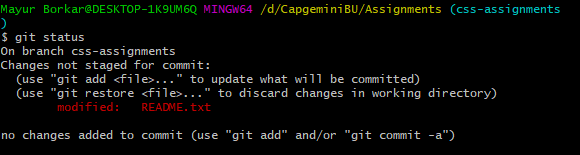 Mayur Borkar@DESKTOP-1K9UM6Q MINGW64 /d/CapgeminiBU/Assignments (css-assignments
)
$ git status
On branch css-assignments
Changes not staged for commit:
  (use "git add <file>..." to update what will be committed)
  (use "git restore <file>..." to discard changes in working directory)
        modified:   README.txt

no changes added to commit (use "git add" and/or "git commit -a")